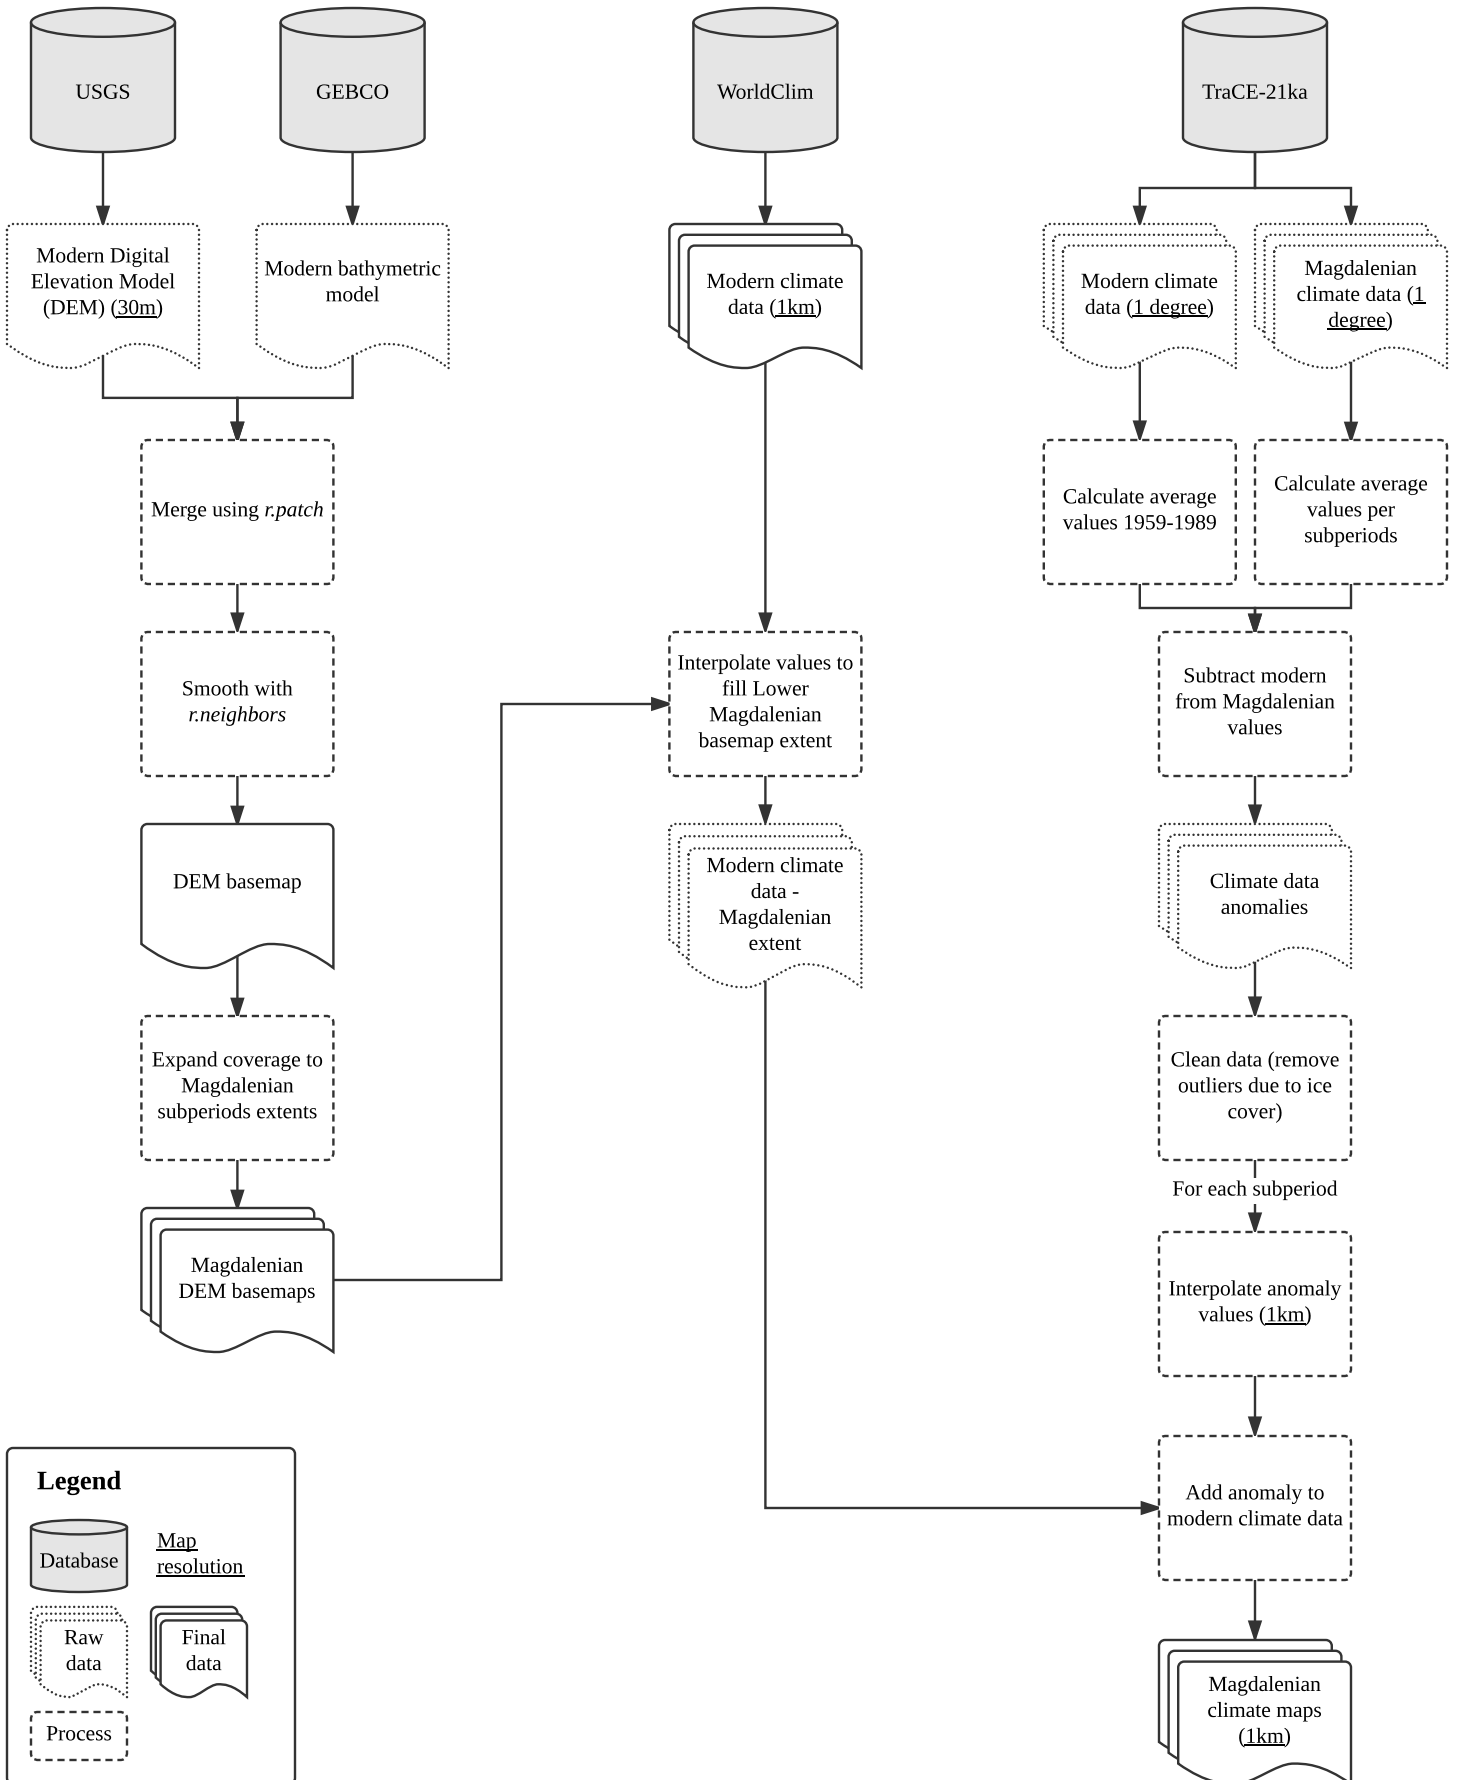 USGS
GEBCO
WorldClim
TraCE-21ka
Modern Digital
Elevation Model
(DEM) (30m)
Modern bathymetric
model
Modern climate
data (1km)
Modern climate
data (1 degree)
Magdalenian
climate data (1
degree)
Merge using r.patch
Calculate average
values 1959-1989
Calculate average
values per
subperiods
Smooth with
r.neighbors
Interpolate values to
fill Lower
Magdalenian
basemap extent
Subtract modern
from Magdalenian
values
DEM basemap
Modern climate
data -
Magdalenian
extent
Climate data
anomalies
Expand coverage to
Magdalenian
subperiods extents
Clean data (remove
outliers due to ice
cover)
For each subperiod
Magdalenian
DEM basemaps
Interpolate anomaly
values (1km)
Add anomaly to
modern climate data
Magdalenian
climate maps
(1km)
Legend
Database
Map
resolution
Raw
data
Final
data
Process